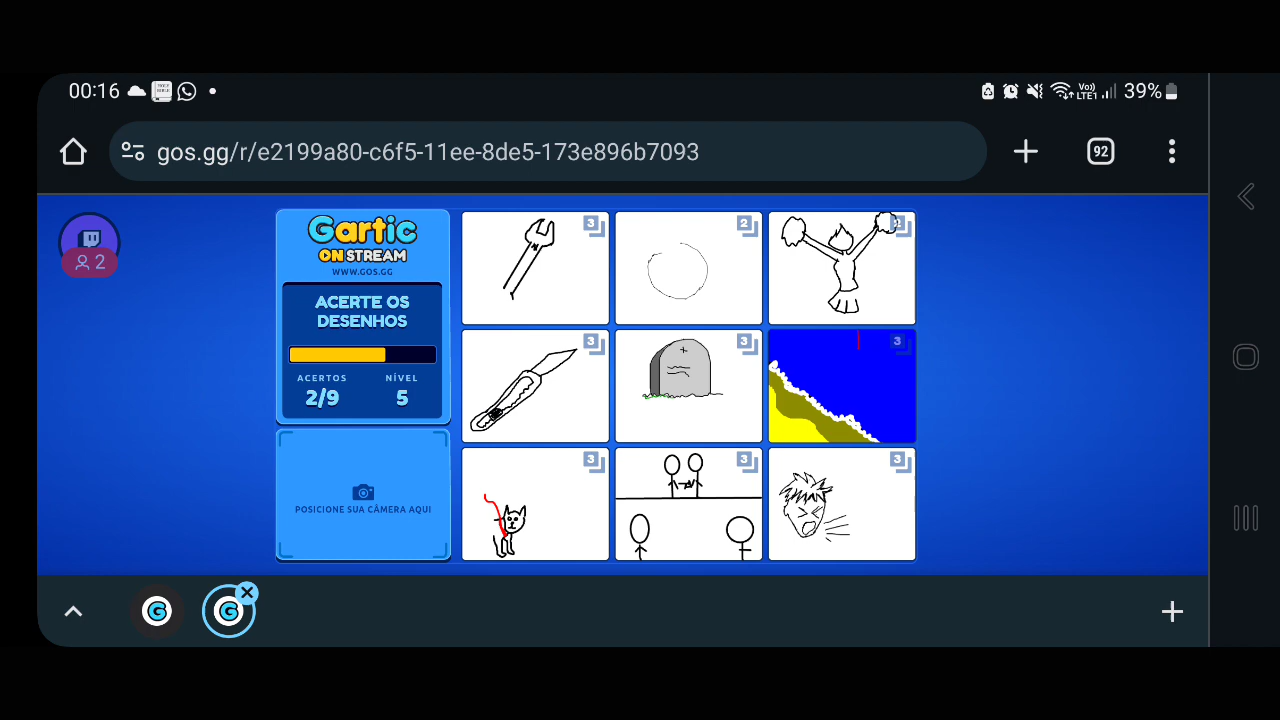 00:16
39%
Vo))
LTE1
gos.gg/r/e2199a80-c6f5-11ee-8de5-173e896b7093
92
2
Gartic
ON STREAM
WWW.GOS.GG
ACERTE OS
DESENHOS
ACERTOS NÍVEL
2/9 5
POSICIONE SUA CÂMERA AQUI
3 2
3 3 3
3 3 3
G G